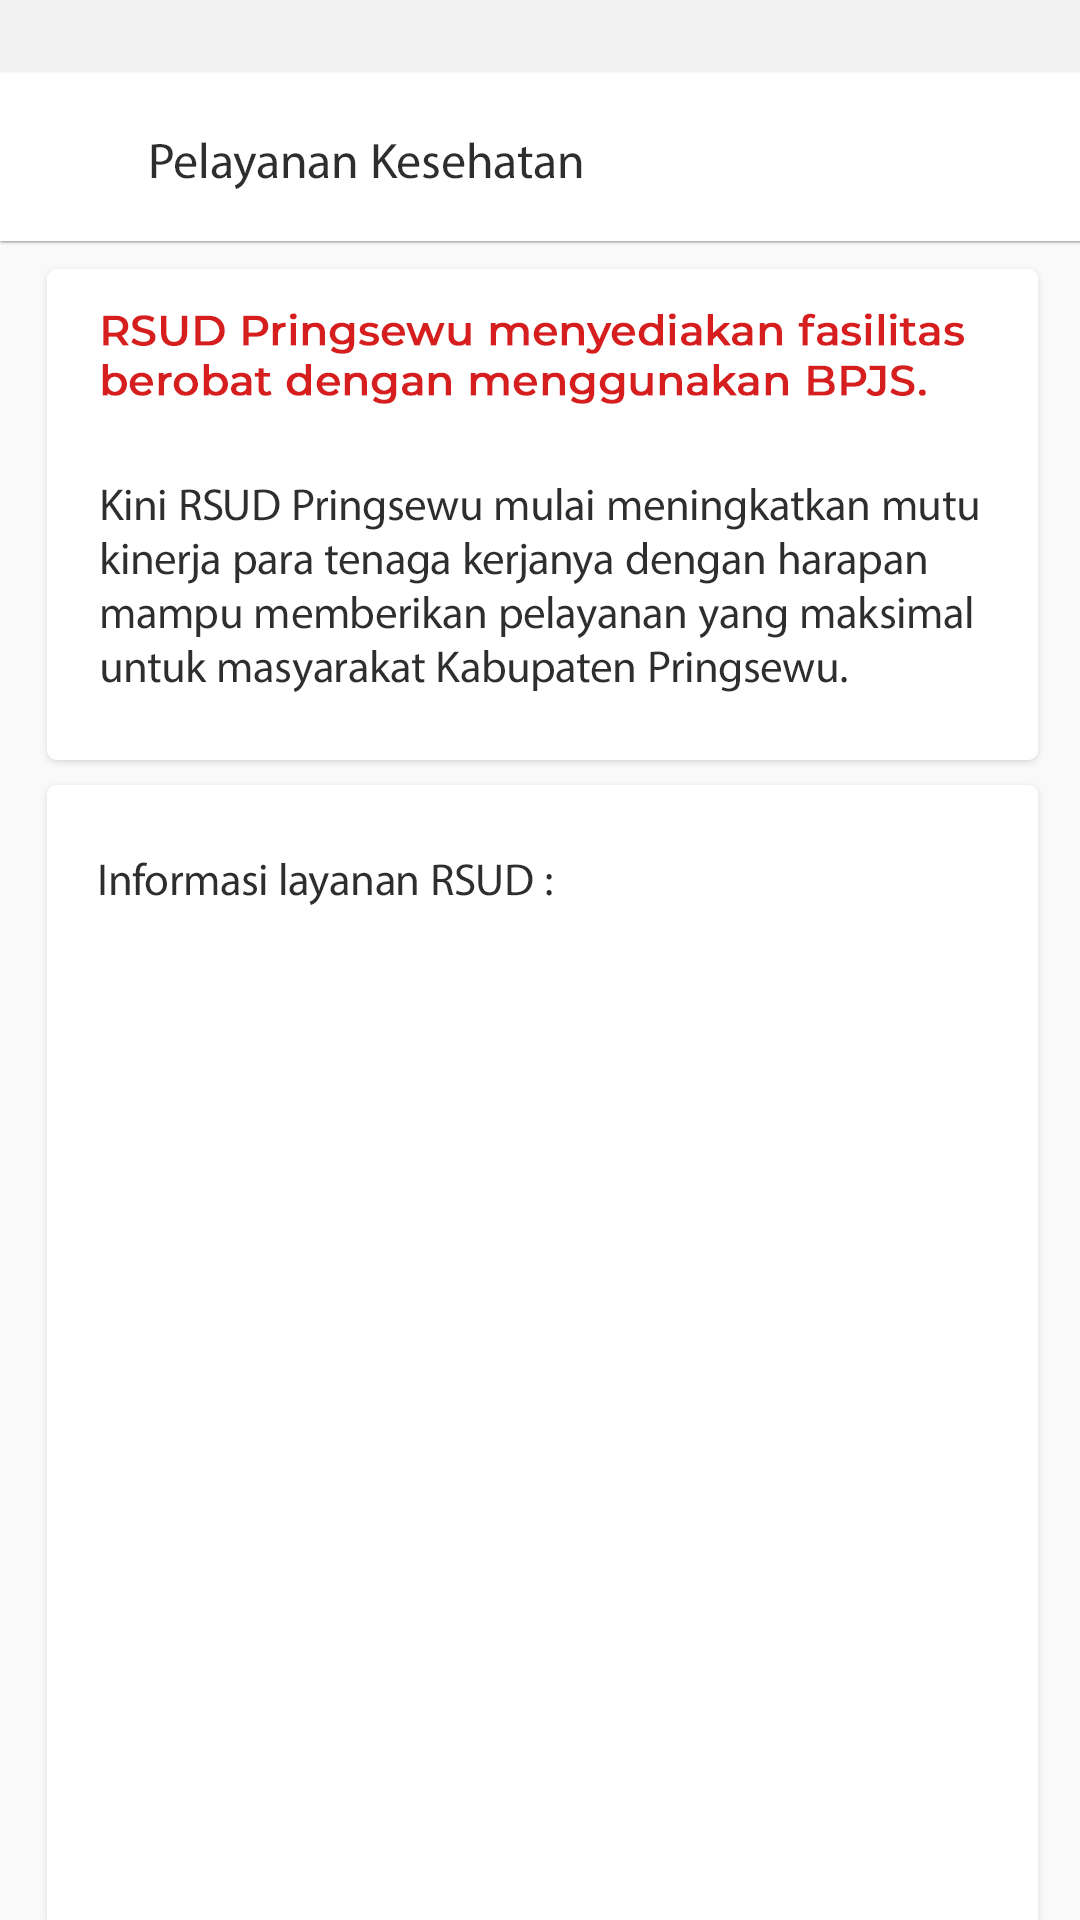 Pelayanan Kesehatan
RSUD Pringsewu menyediakan fasilitas
berobat dengan menggunakan BPJS.
Kini RSUD Pringsewu mulai meningkatkan mutu
kinerja para tenaga kerjanya dengan harapan
mampu memberikan pelayanan yang maksimal
untuk masyarakat Kabupaten Pringsewu.
Informasi layanan RSUD :